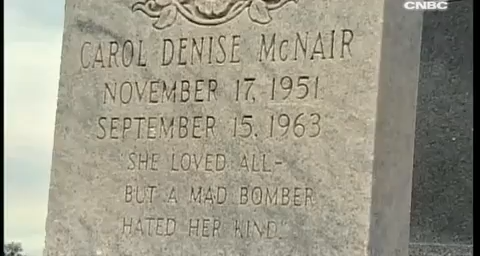 CNBC
CAROL DENISE McNAIR
NOVEMBER 17, 1951
SEPTEMBER 15, 1963
SHE LOVED ALL-
BUT A MAD BOMBER
HATED HER KIND.